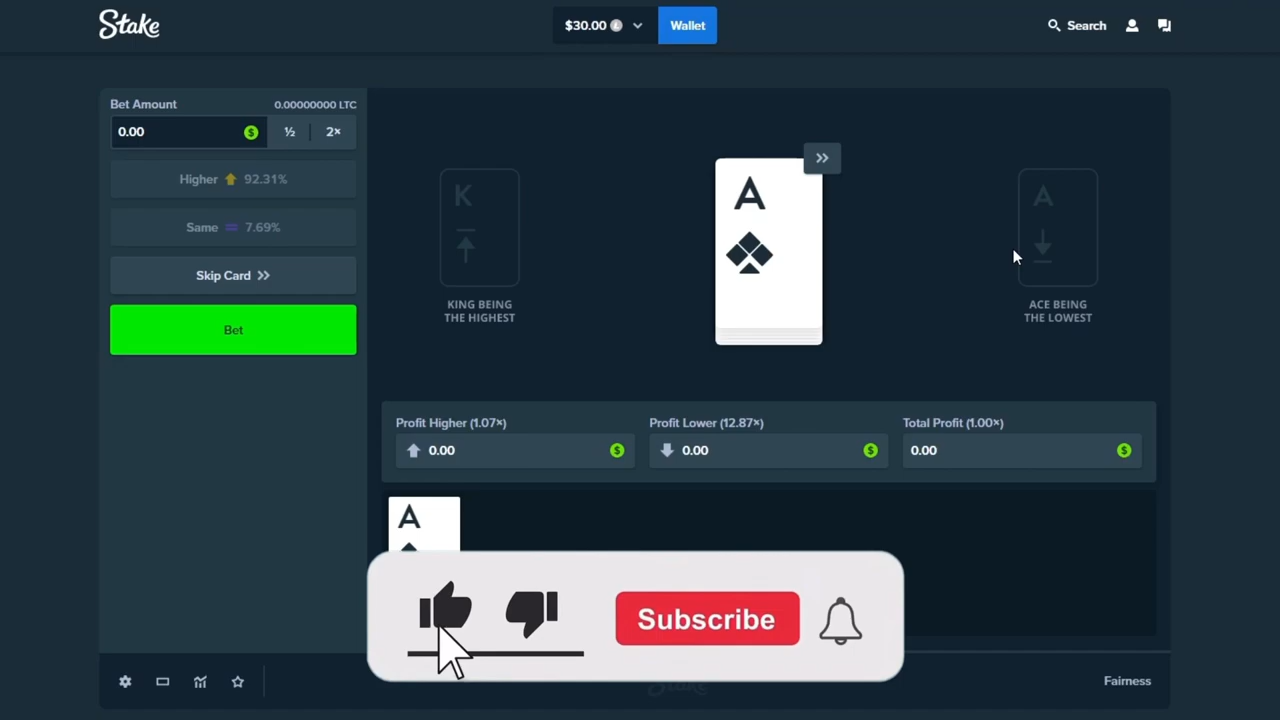 Stake
$30.00
Wallet
Search
Bet Amount
0.00000000 LTC
0.00
$
½
2×
Higher
92.31%
Same
7.69%
Skip Card
Bet
K
KING BEING
THE HIGHEST
A
A
ACE BEING
THE LOWEST
Profit Higher (1.07×)
0.00
$
Profit Lower (12.87×)
0.00
$
Total Profit (1.00×)
0.00
$
A
Subscribe
Stake
Fairness